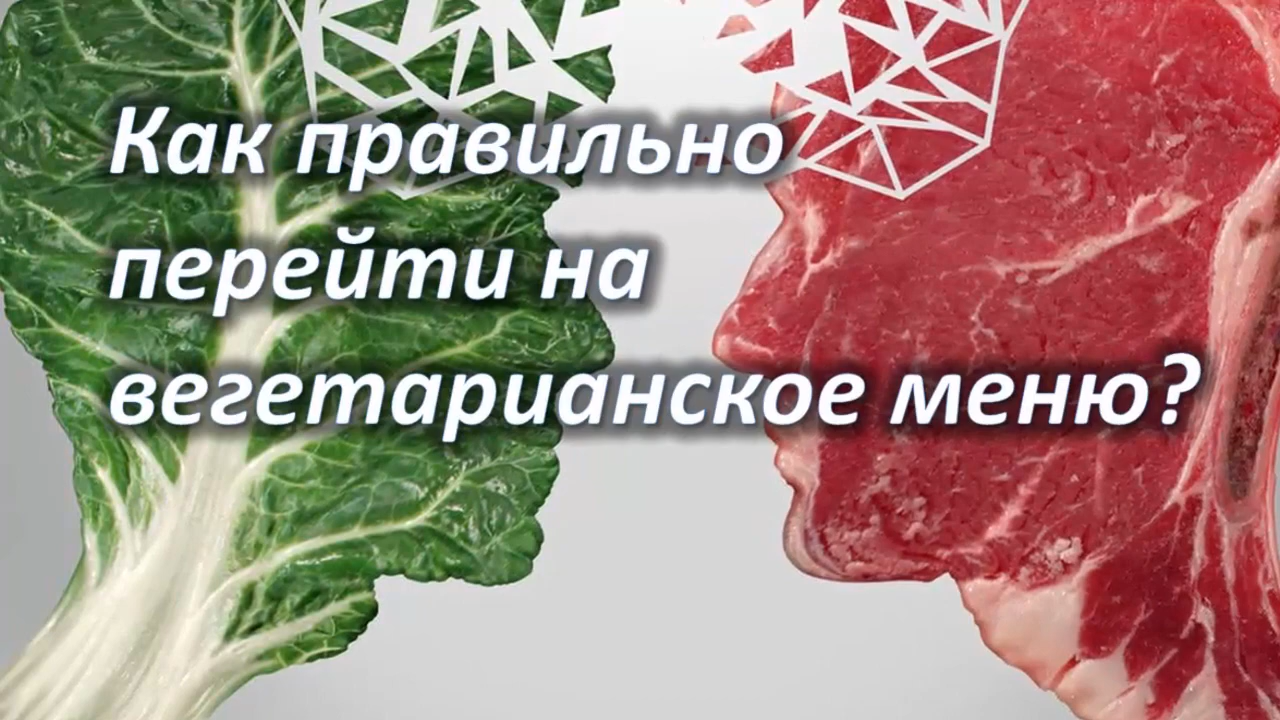 Как правильно
перейти на
вегетарианское меню?